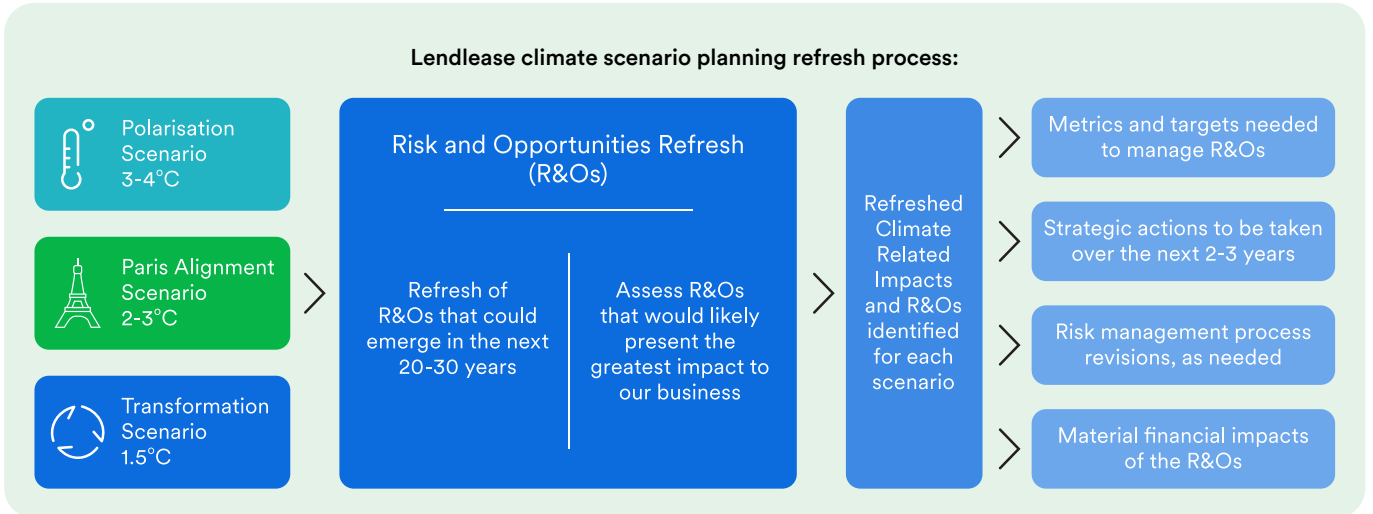 Lendlease climate scenario planning refresh process:
Polarisation
Scenario
3-4°C
Paris Alignment
Scenario
2-3°C
Transformation
Scenario
1.5°C
Risk and Opportunities Refresh
(R&Os)
Refresh of
R&Os that could
emerge in the next
20-30 years
Assess R&Os
that would likely
present the
greatest impact to
our business
Refreshed
Climate
Related
Impacts
and R&Os
identified
for each
scenario
Metrics and targets needed
to manage R&Os
Strategic actions to be taken
over the next 2-3 years
Risk management process
revisions, as needed
Material financial impacts
of the R&Os